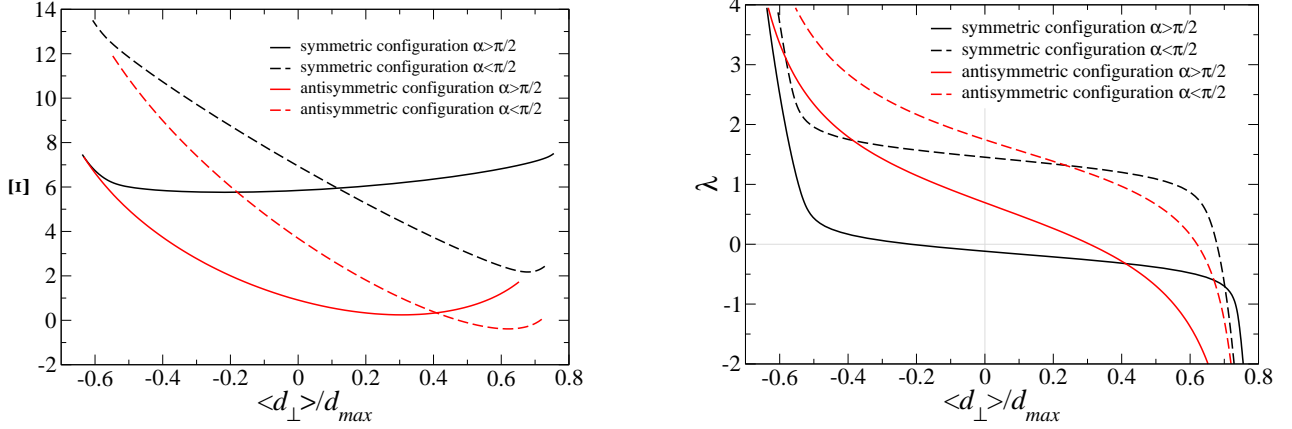 14
12
10
8
6
4
2
0
-2
Ξ
symmetric configuration α>π/2
symmetric configuration α<π/2
antisymmetric configuration α>π/2
antisymmetric configuration α<π/2
-0.6 -0.4 -0.2 0 0.2 0.4 0.6 0.8
<d⊥>/dmax
4
3
2
1
0
-1
-2
λ
symmetric configuration α>π/2
symmetric configuration α<π/2
antisymmetric configuration α>π/2
antisymmetric configuration α<π/2
-0.6 -0.4 -0.2 0 0.2 0.4 0.6 0.8
<d⊥>/dmax